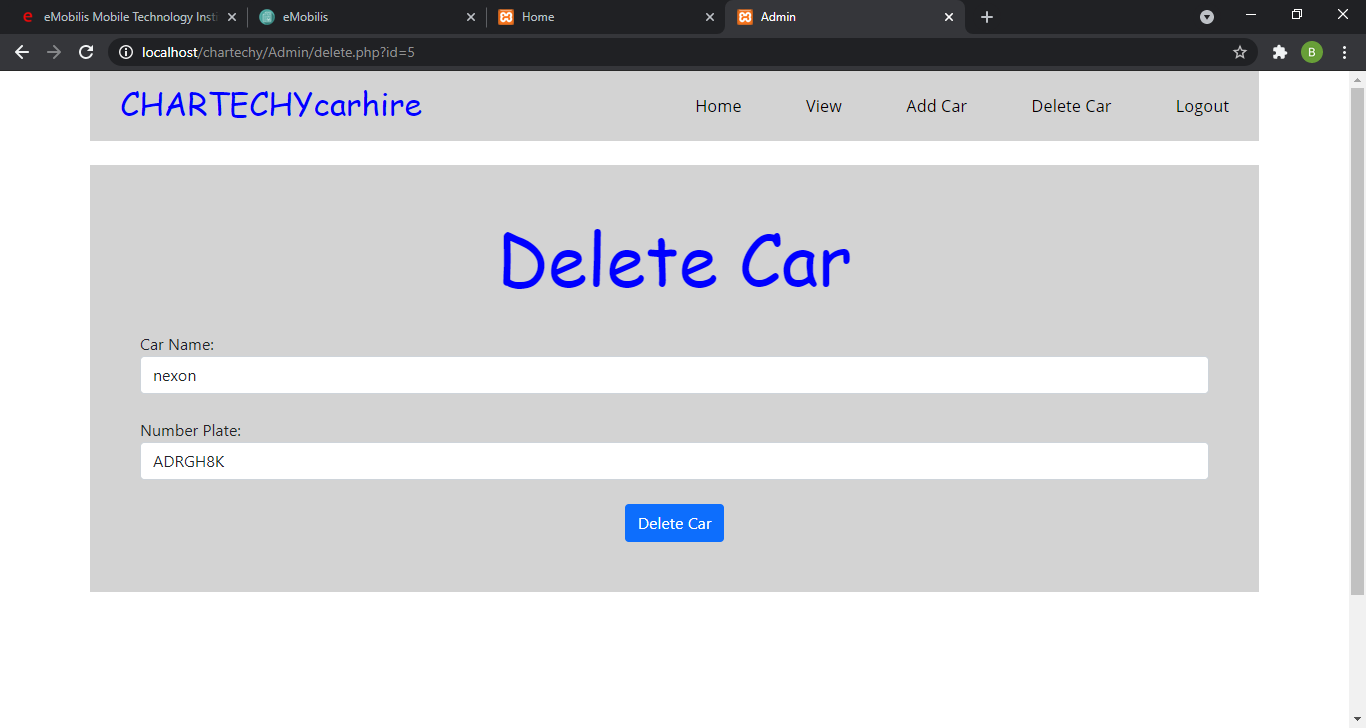 eMobilis Mobile Technology Insti
eMobilis
Home
Admin
localhost/chartechy/Admin/delete.php?id=5
B
CHARTECHYcarhire
Home
View
Add Car
Delete Car
Logout
Delete Car
Car Name:
nexon
Number Plate:
ADRGH8K
Delete Car